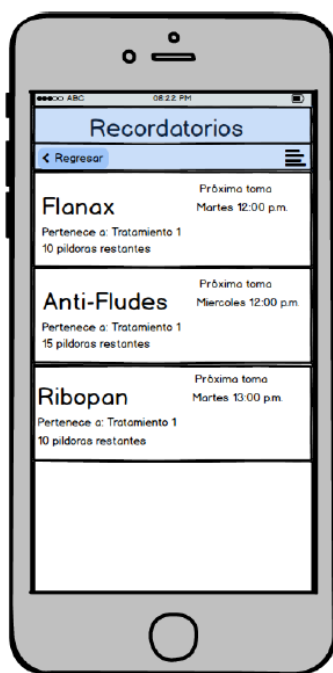 ABC 08:22 PM
Recordatorios
< Regresar
Próxima toma
Flanax
Martes 12:00 p.m.
Pertenece a: Tratamiento 1
10 pildoras restantes
Próxima toma
Anti-Fludes
Miercoles 12:00 p.m.
Pertenece a: Tratamiento 1
15 pildoras restantes
Próxima toma
Ribopan
Martes 13:00 p.m.
Pertenece a: Tratamiento 1
10 pildoras restantes